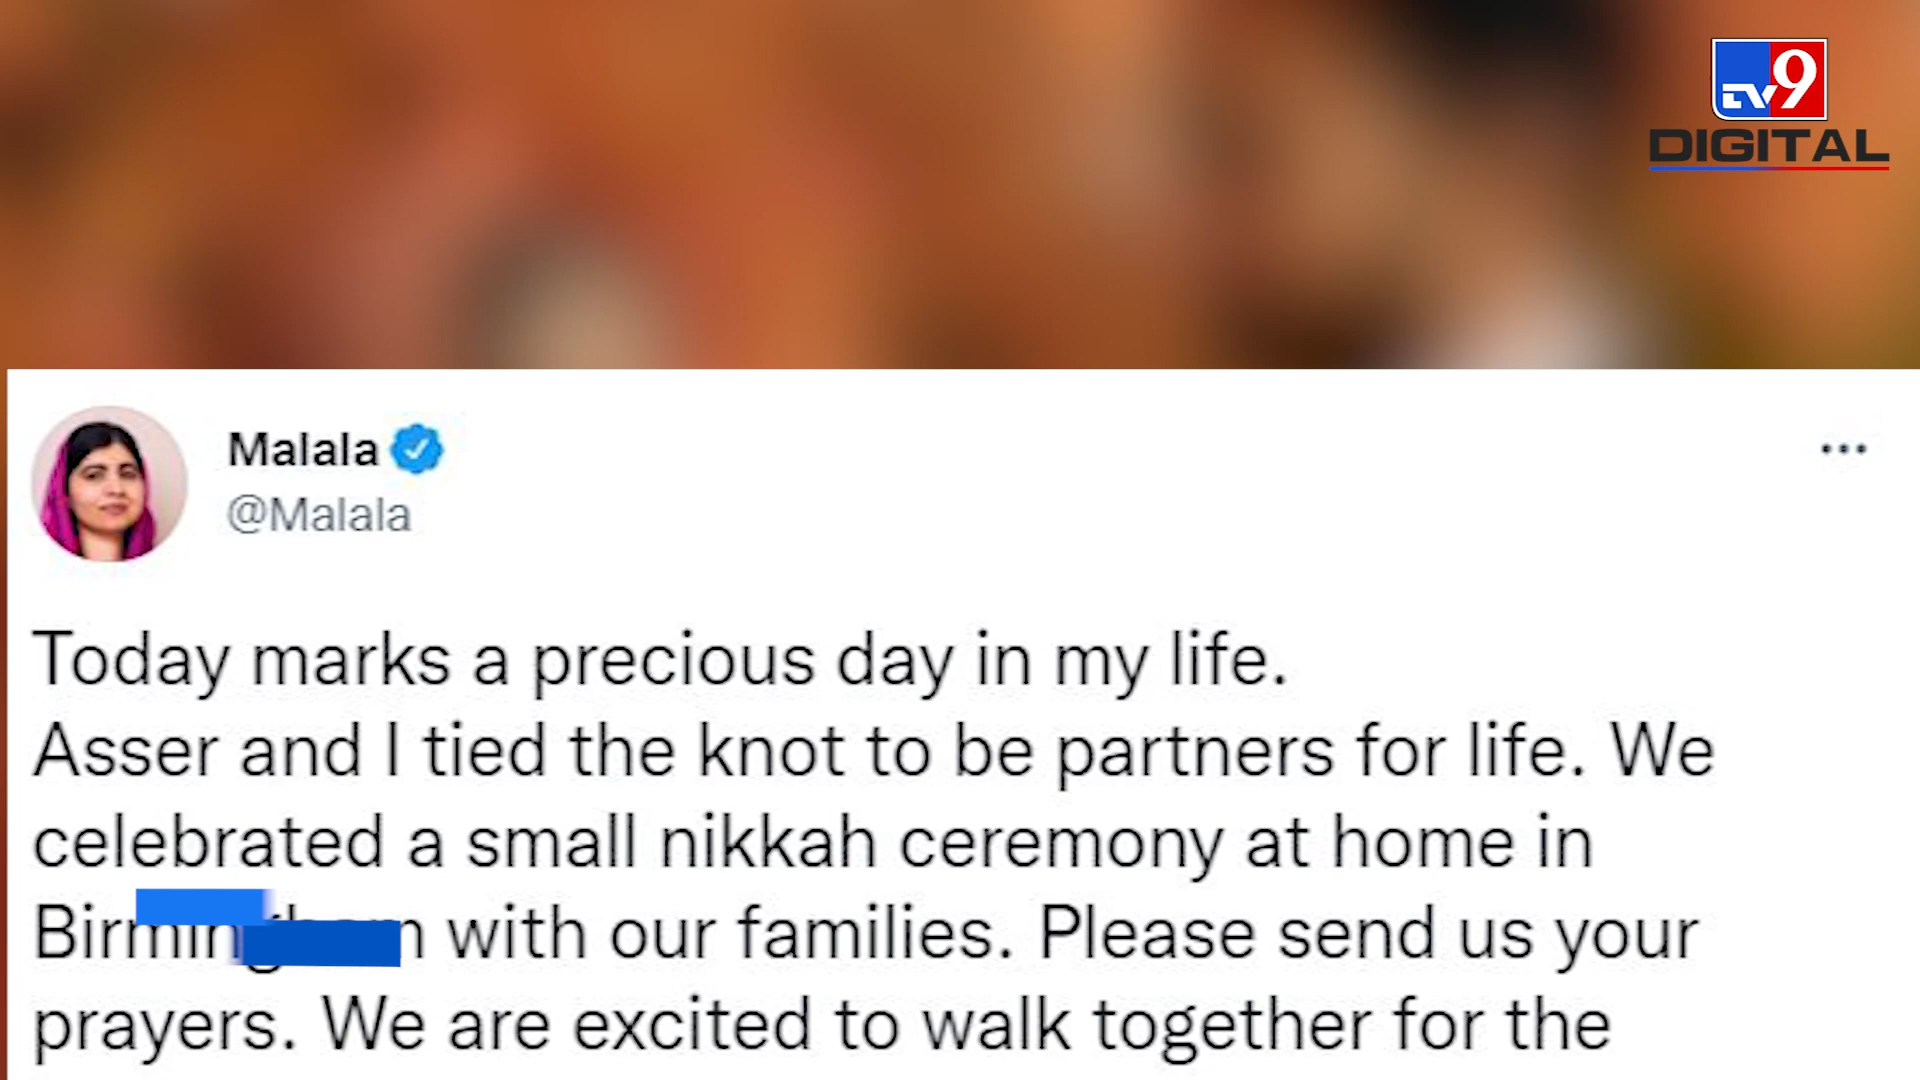 TV9
DIGITAL
Malala
@Malala
Today marks a precious day in my life.
Asser and I tied the knot to be partners for life. We
celebrated a small nikkah ceremony at home in
Birmingham with our families. Please send us your
prayers. We are excited to walk together for the